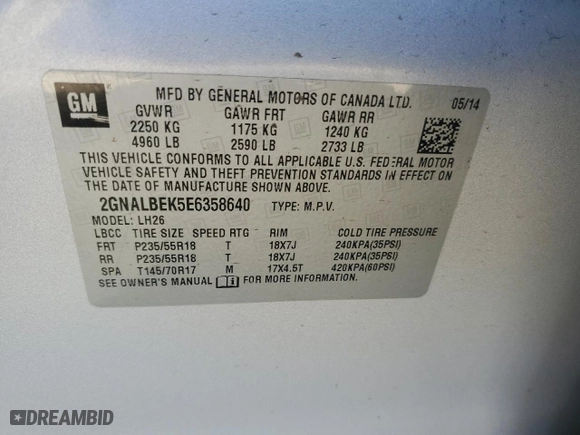 GM
MFD BY GENERAL MOTORS OF CANADA LTD. 05/14
GVWR GAWR FRT GAWR RR
2250 KG 1175 KG 1240 KG
4960 LB 2590 LB 2733 LB
THIS VEHICLE CONFORMS TO ALL APPLICABLE U.S. FEDERAL MOTOR
VEHICLE SAFETY AND THEFT PREVENTION STANDARDS IN EFFECT
ON THE DATE OF MANUFACTURE SHOWN ABOVE.
2GNALBEK5E6358640 TYPE: M.P.V.
MODEL: LH26
LBCC TIRE SIZE SPEED RTG RIM COLD TIRE PRESSURE
FRT P235/55R18 T 18X7J 240KPA(35PSI)
RR P235/55R18 T 18X7J 240KPA(35PSI)
SPA T145/70R17 M 17X4.5T 420KPA(60PSI)
SEE OWNER'S MANUAL FOR MORE INFORMATION.
DREAMBID